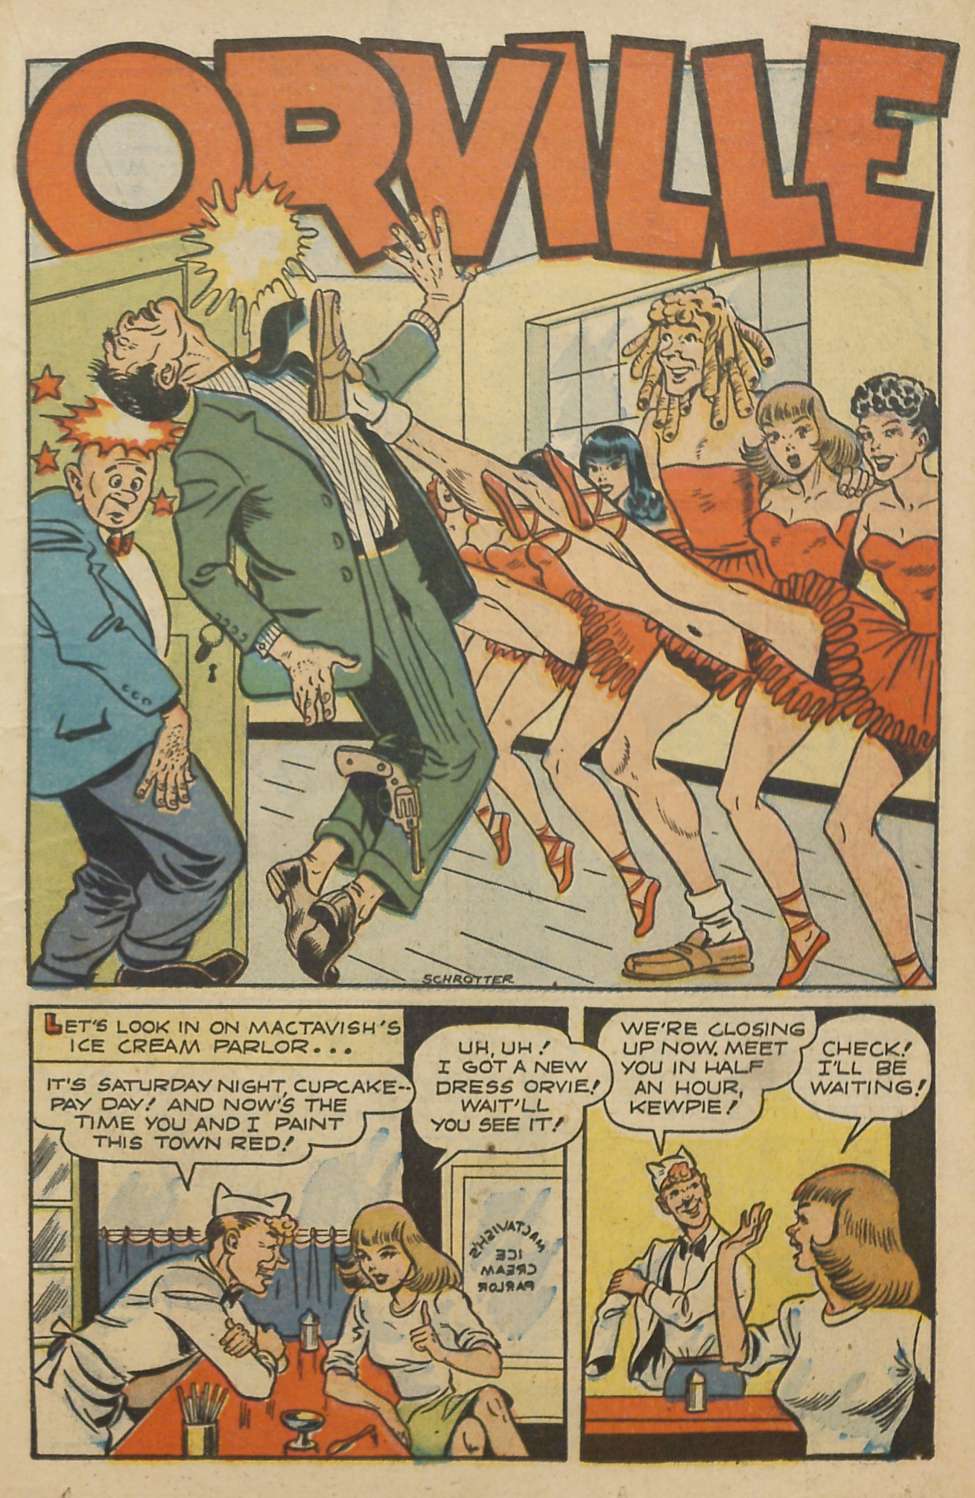 ORVILLE
SCHROTTER
LET'S LOOK IN ON MACTAVISH'S
ICE CREAM PARLOR...
IT'S SATURDAY NIGHT, CUPCAKE--
PAY DAY! AND NOW'S THE
TIME YOU AND I PAINT
THIS TOWN RED!
UH, UH!
I GOT A NEW
DRESS ORVIE!
WAIT'LL
YOU SEE IT!
MACTAVISH'S
ICE
CREAM
PARLOR
WE'RE CLOSING
UP NOW. MEET
YOU IN HALF
AN HOUR,
KEWPIE!
CHECK!
I'LL BE
WAITING!